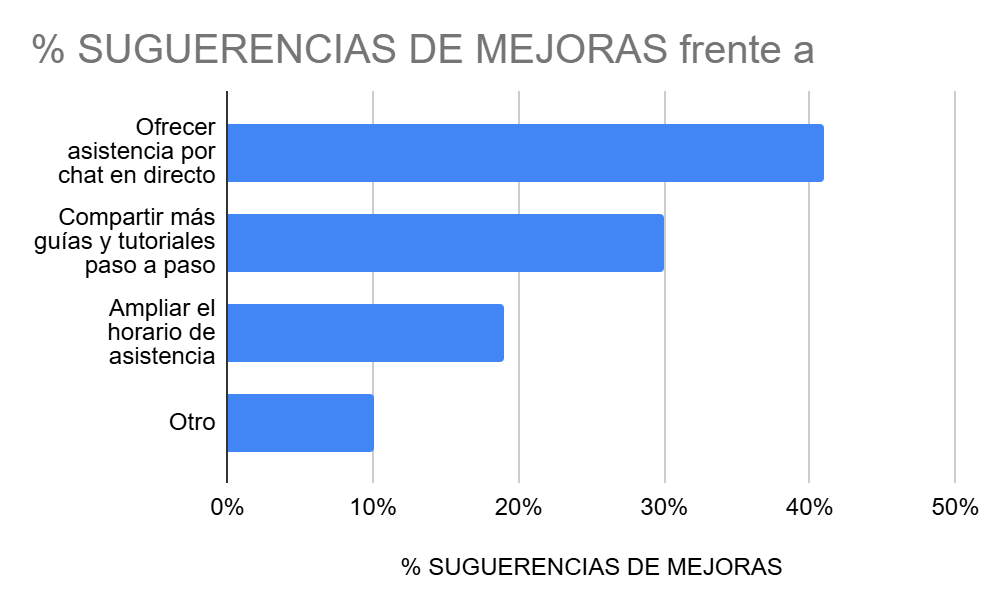 % SUGUERENCIAS DE MEJORAS frente a
Ofrecer
asistencia por
chat en directo
Compartir más
guías y tutoriales
paso a paso
Ampliar el
horario de
asistencia
Otro
0%
10%
20%
30%
40%
50%
% SUGUERENCIAS DE MEJORAS